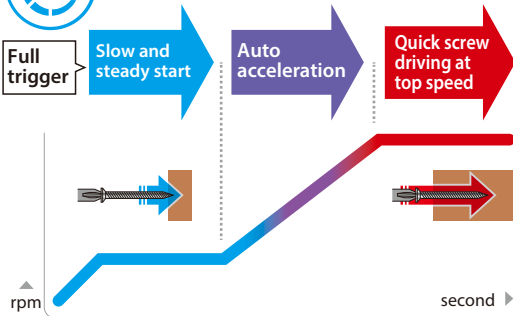 Full
trigger
Slow and
steady start
Auto
acceleration
Quick screw
driving at
top speed
rpm
second